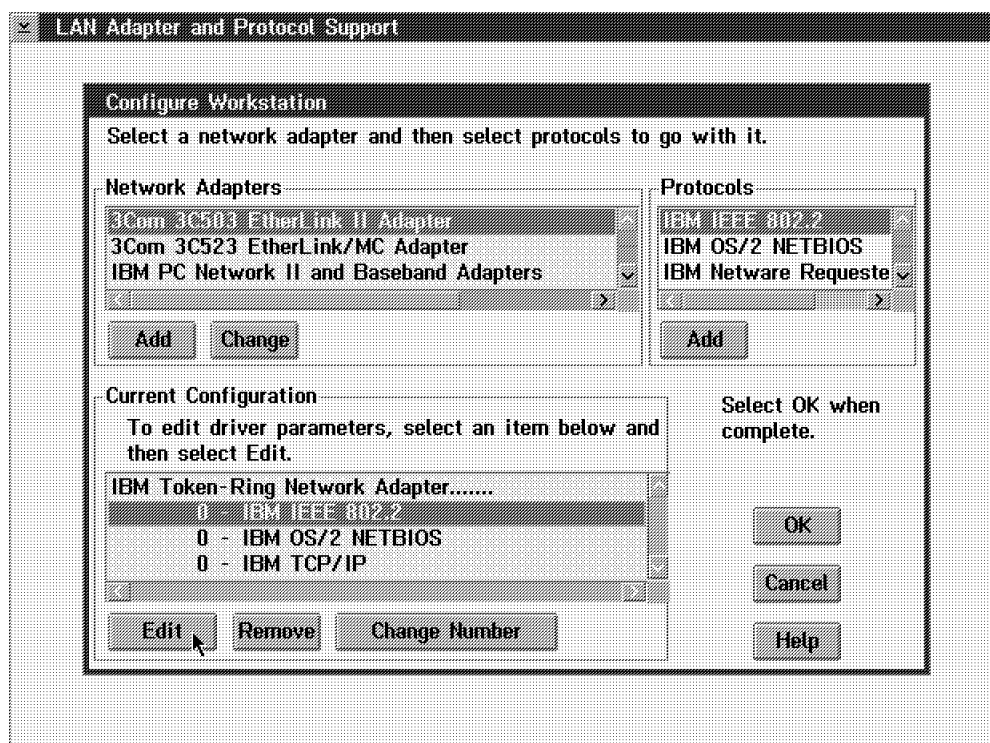 LAN Adapter and Protocol Support
Configure Workstation
Select a network adapter and then select protocols to go with it.
Network Adapters
3Com 3C503 EtherLink II Adapter
3Com 3C523 EtherLink/MC Adapter
IBM PC Network II and Baseband Adapters
Add
Change
Protocols
IBM IEEE 802.2
IBM OS/2 NETBIOS
IBM Netware Requeste
Add
Current Configuration
To edit driver parameters, select an item below and
then select Edit.
IBM Token-Ring Network Adapter.......
0 - IBM IEEE 802.2
0 - IBM OS/2 NETBIOS
0 - IBM TCP/IP
Edit
Remove
Change Number
Select OK when
complete.
OK
Cancel
Help